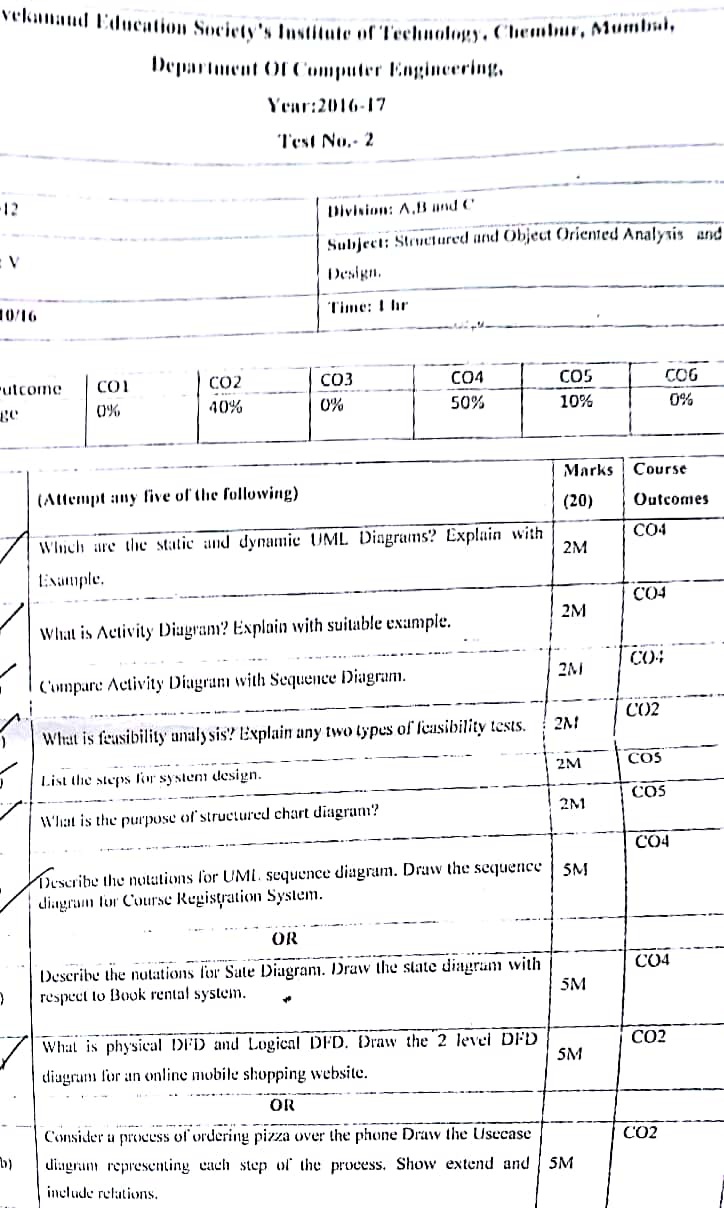 vekanand Education Society's Institute of Technology, Chembur, Mumbai,
Department Of Computer Engineering,
Year:2016-17
Test No.- 2
12
Division: A,B and C
: V
Subject: Structured and Object Oriented Analysis and
Design.
10/16
Time: 1 hr
utcome CO1 CO2 CO3 CO4 CO5 CO6
ge 0% 40% 0% 50% 10% 0%
(Attempt any five of the following) Marks (20) Course Outcomes
Which are the static and dynamic UML Diagrams? Explain with 2M CO4
Example.
What is Activity Diagram? Explain with suitable example. 2M CO4
Compare Activity Diagram with Sequence Diagram. 2M CO4
What is feasibility analysis? Explain any two types of feasibility tests. 2M CO2
List the steps for system design. 2M CO5
What is the purpose of structured chart diagram? 2M CO5
Describe the notations for UML sequence diagram. Draw the sequence 5M CO4
diagram for Course Registration System.
OR
Describe the notations for Sate Diagram. Draw the state diagram with 5M CO4
respect to Book rental system.
What is physical DFD and Logical DFD. Draw the 2 level DFD 5M CO2
diagram for an online mobile shopping website.
OR
Consider a process of ordering pizza over the phone Draw the Usecase CO2
b) diagram representing each step of the process. Show extend and 5M
include relations.